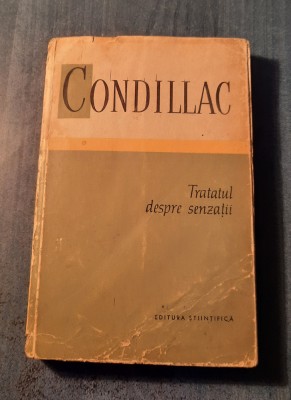 CONDILLAC
Tratatul
despre senzații
EDITURA ȘTIINȚIFICĂ